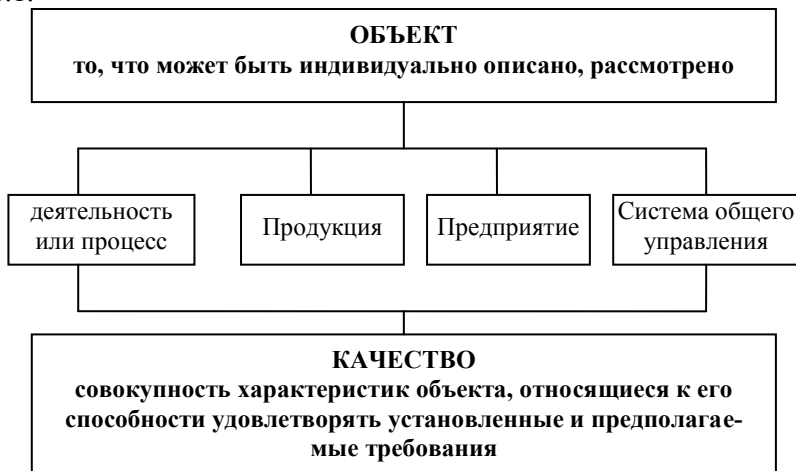 ОБЪЕКТ
то, что может быть индивидуально описано, рассмотрено
деятельность
или процесс
Продукция
Предприятие
Система общего
управления
КАЧЕСТВО
совокупность характеристик объекта, относящиеся к его
способности удовлетворять установленные и предполагае-
мые требования